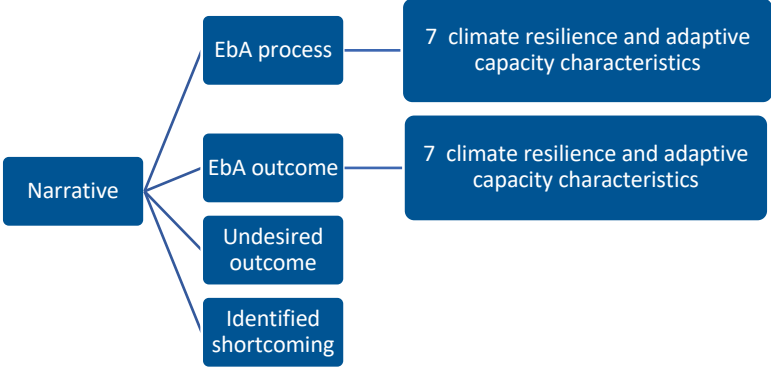 EbA process
7 climate resilience and adaptive
capacity characteristics
Narrative
EbA outcome
7 climate resilience and adaptive
capacity characteristics
Undesired
outcome
Identified
shortcoming